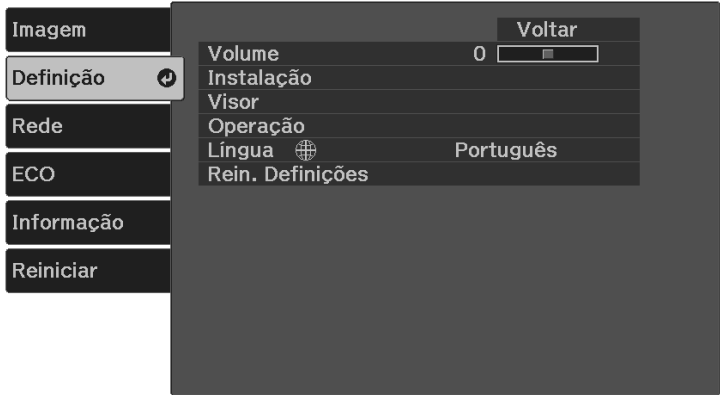 Imagem
Definição
Rede
ECO
Informação
Reiniciar
Voltar
Volume 0
Instalação
Visor
Operação
Língua Português
Rein. Definições